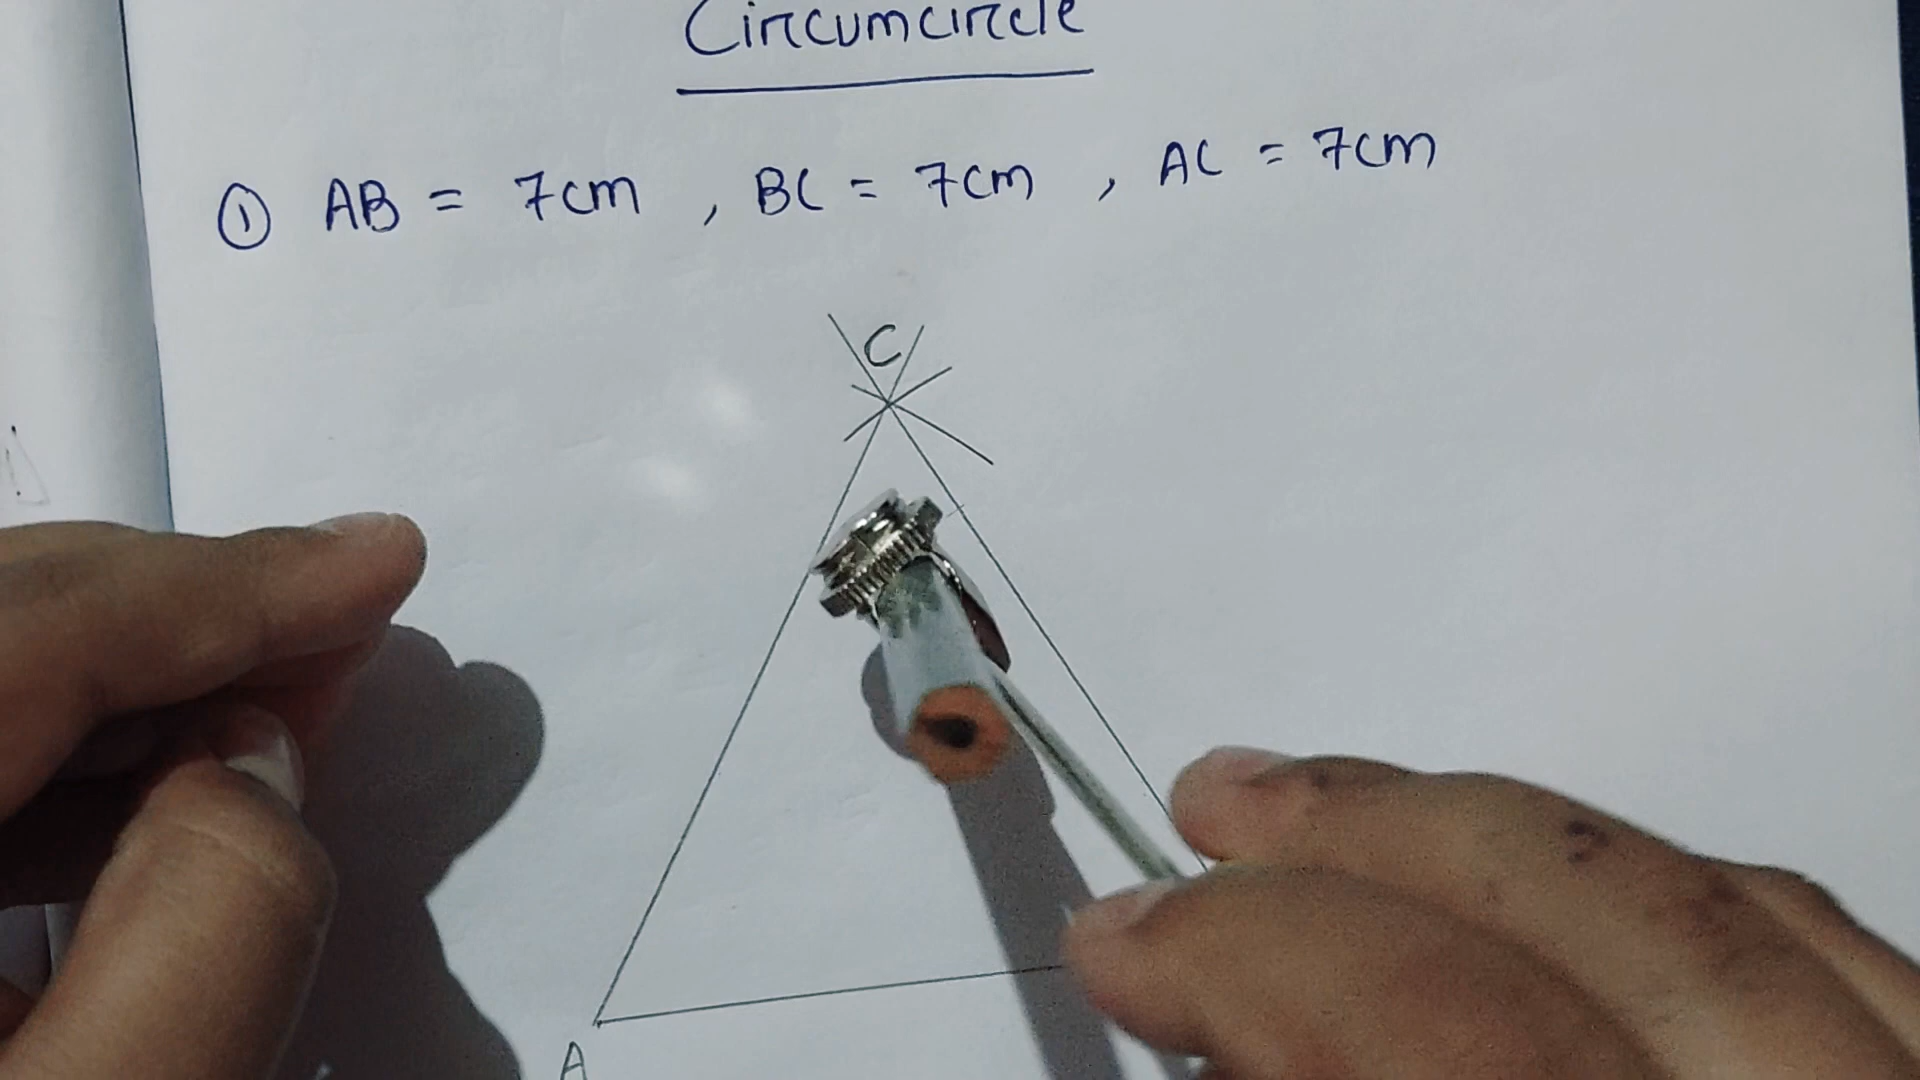 Circumcircle
① AB = 7cm , BC = 7cm , AC = 7cm
C
A